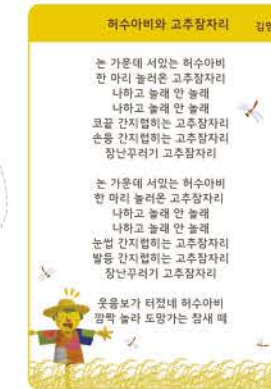 허수아비와 고추잠자리
논 가운데 서있는 허수아비
한 마리 놀러온 고추잠자리
나하고 놀래 안 놀래
나하고 놀래 안 놀래
코끝 간지럽히는 고추잠자리
손등 간지럽히는 고추잠자리
장난꾸러기 고추잠자리
논 가운데 서있는 허수아비
한 마리 놀러온 고추잠자리
나하고 놀래 안 놀래
나하고 놀래 안 놀래
눈썹 간지럽히는 고추잠자리
발등 간지럽히는 고추잠자리
장난꾸러기 고추잠자리
웃음보가 터졌네 허수아비
깜짝 놀라 도망가는 참새 떼